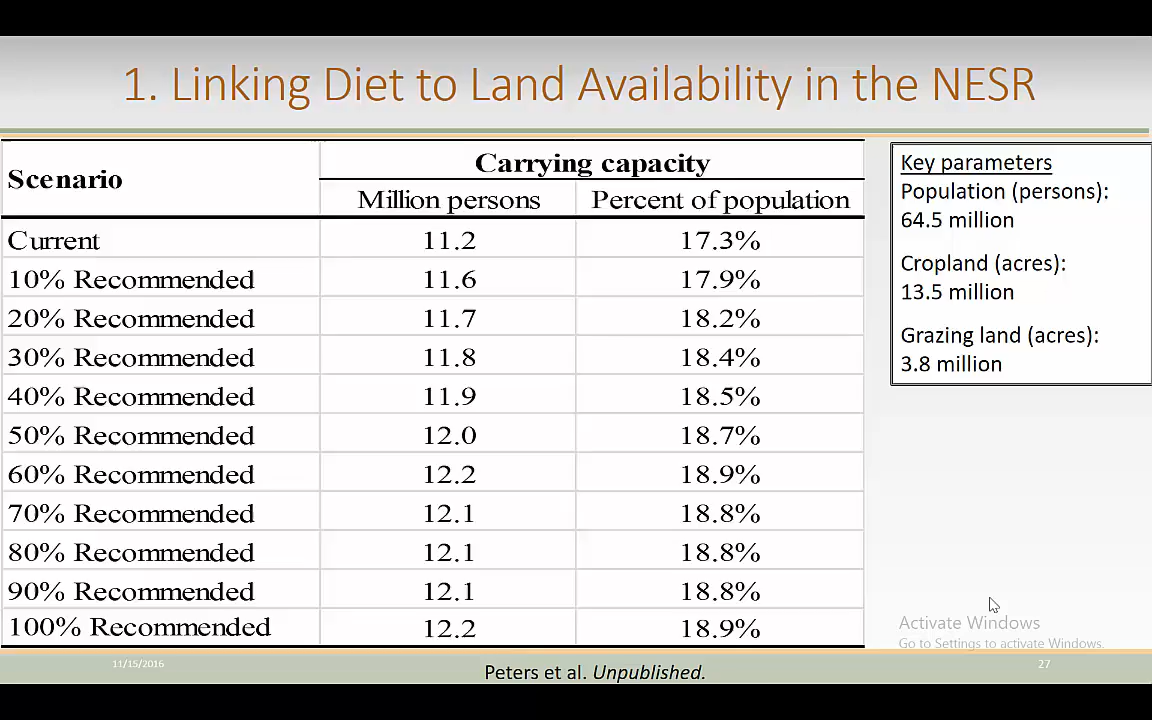 1. Linking Diet to Land Availability in the NESR
Scenario
Carrying capacity
Million persons Percent of population
Current 11.2 17.3%
10% Recommended 11.6 17.9%
20% Recommended 11.7 18.2%
30% Recommended 11.8 18.4%
40% Recommended 11.9 18.5%
50% Recommended 12.0 18.7%
60% Recommended 12.2 18.9%
70% Recommended 12.1 18.8%
80% Recommended 12.1 18.8%
90% Recommended 12.1 18.8%
100% Recommended 12.2 18.9%
Key parameters
Population (persons):
64.5 million
Cropland (acres):
13.5 million
Grazing land (acres):
3.8 million
Activate Windows
Go to Settings to activate Windows.
11/15/2016
Peters et al. Unpublished.
27